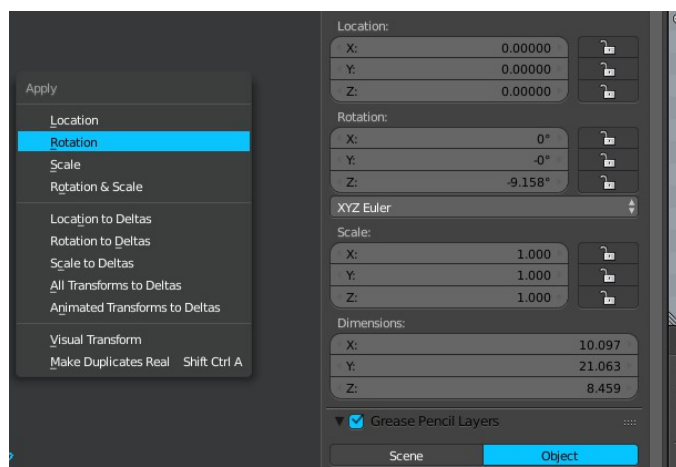 Apply
Location
Rotation
Scale
Rotation & Scale
Location to Deltas
Rotation to Deltas
Scale to Deltas
All Transforms to Deltas
Animated Transforms to Deltas
Visual Transform
Make Duplicates Real Shift Ctrl A
Location:
X: 0.00000
Y: 0.00000
Z: 0.00000
Rotation:
X: 0°
Y: -0°
Z: -9.158°
XYZ Euler
Scale:
X: 1.000
Y: 1.000
Z: 1.000
Dimensions:
X: 10.097
Y: 21.063
Z: 8.459
Grease Pencil Layers
Scene Object